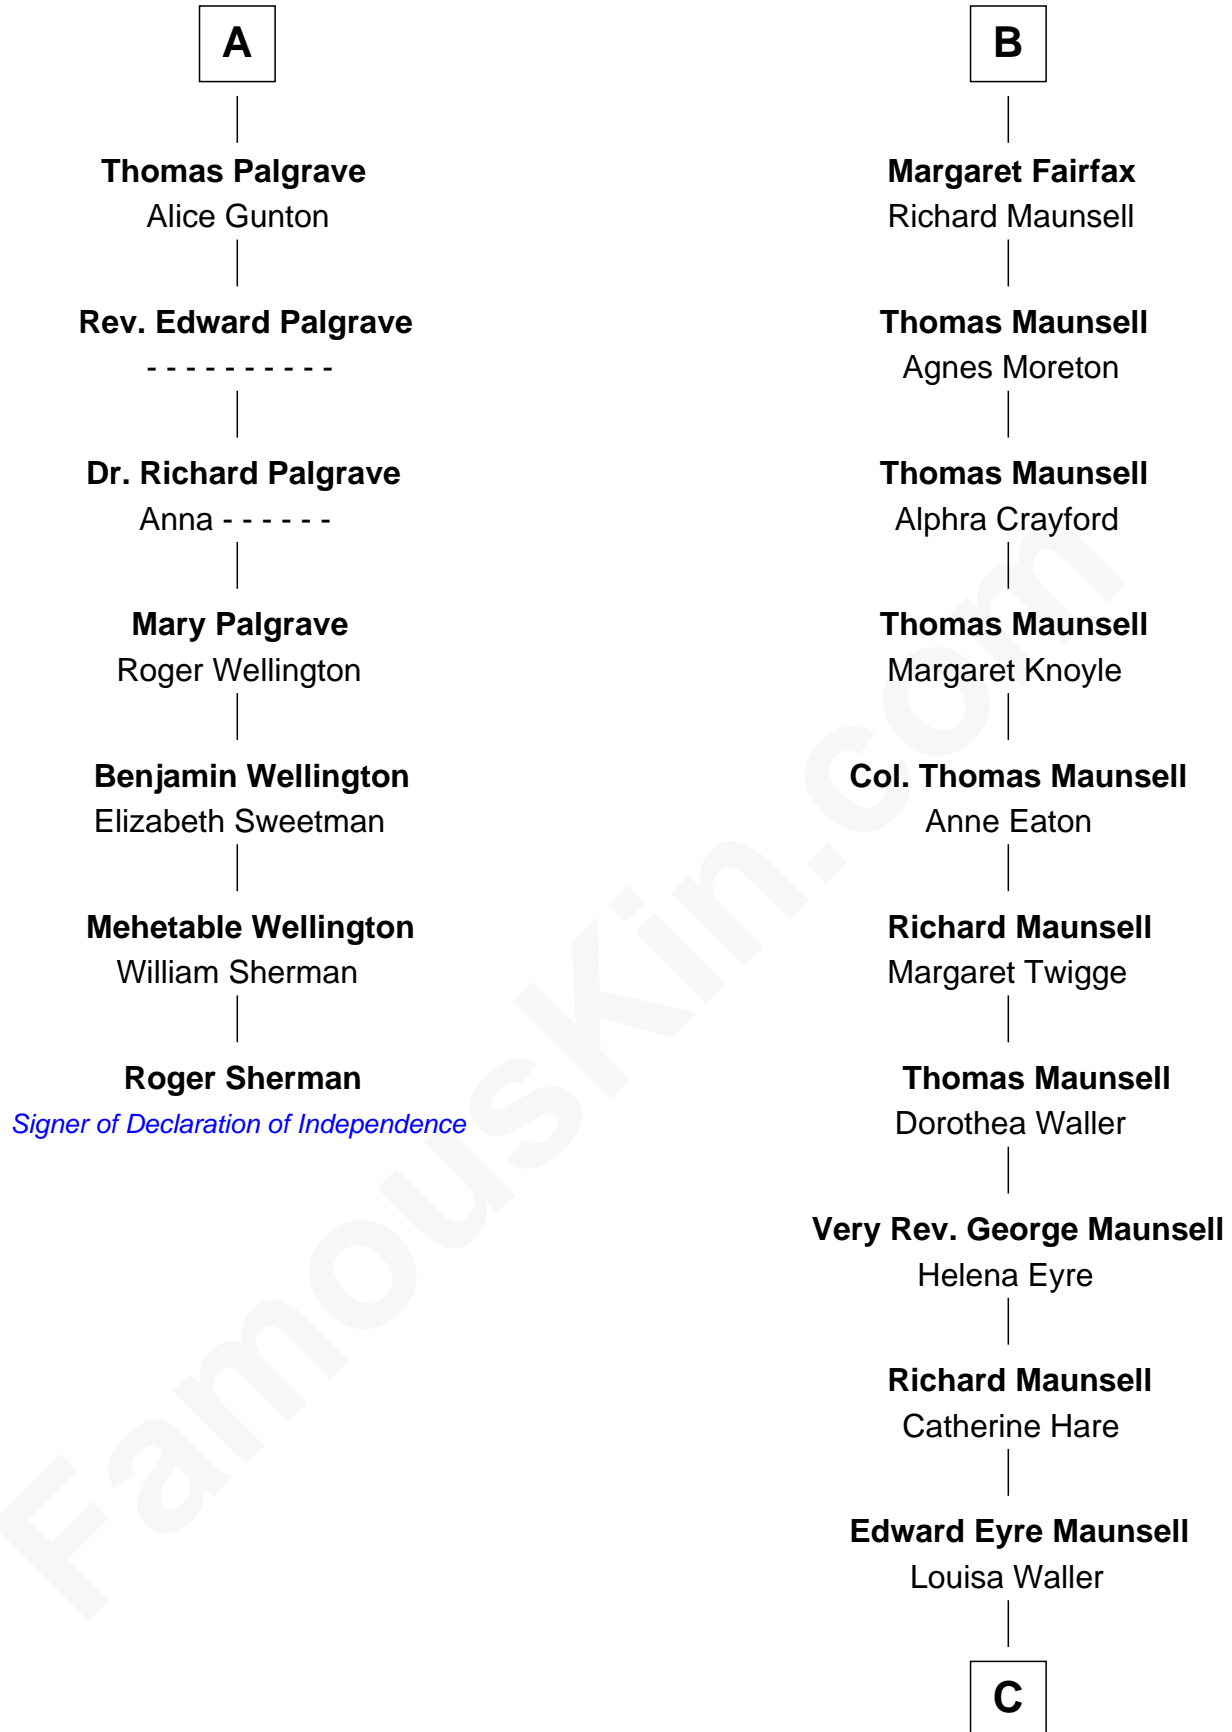 A
Thomas Palgrave
Alice Gunton
Rev. Edward Palgrave
- - - - - - - - - -
Dr. Richard Palgrave
Anna - - - - - -
Mary Palgrave
Roger Wellington
Benjamin Wellington
Elizabeth Sweetman
Mehetable Wellington
William Sherman
Roger Sherman
Signer of Declaration of Independence
B
Margaret Fairfax
Richard Maunsell
Thomas Maunsell
Agnes Moreton
Thomas Maunsell
Alphra Crayford
Thomas Maunsell
Margaret Knoyle
Col. Thomas Maunsell
Anne Eaton
Richard Maunsell
Margaret Twigge
Thomas Maunsell
Dorothea Waller
Very Rev. George Maunsell
Helena Eyre
Richard Maunsell
Catherine Hare
Edward Eyre Maunsell
Louisa Waller
C
FamousKin.com